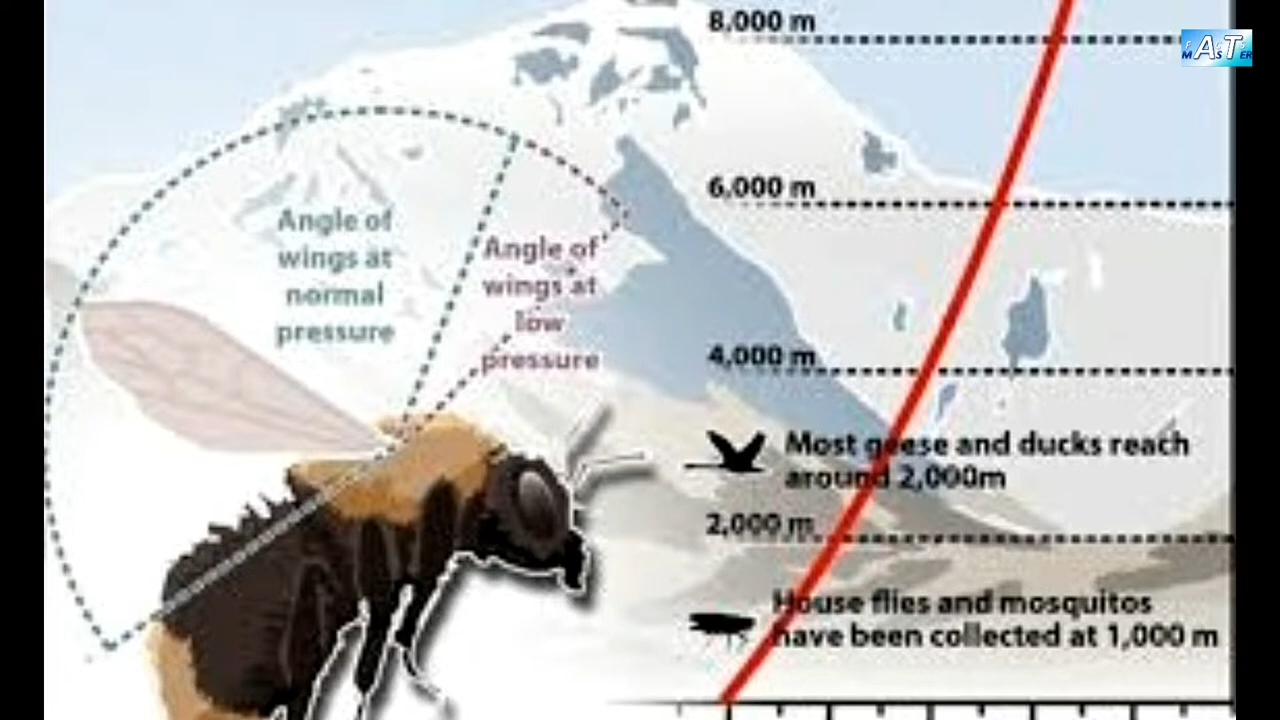 8,000 m
ATs
MASTER
6,000 m
Angle of
wings at
normal
pressure
Angle of
wings at
low
pressure
4,000 m
Most geese and ducks reach
around 2,000m
2,000 m
House flies and mosquitos
have been collected at 1,000 m